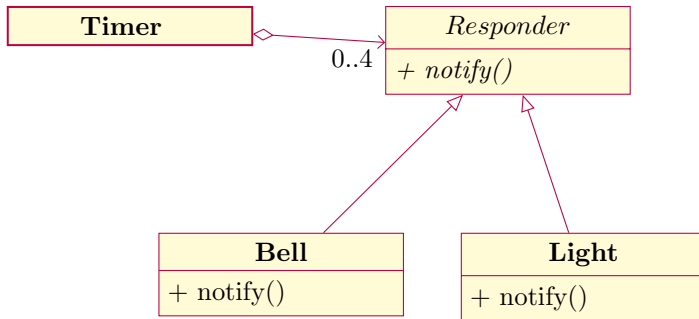 Timer
Responder
+ notify()
0..4
Bell
+ notify()
Light
+ notify()